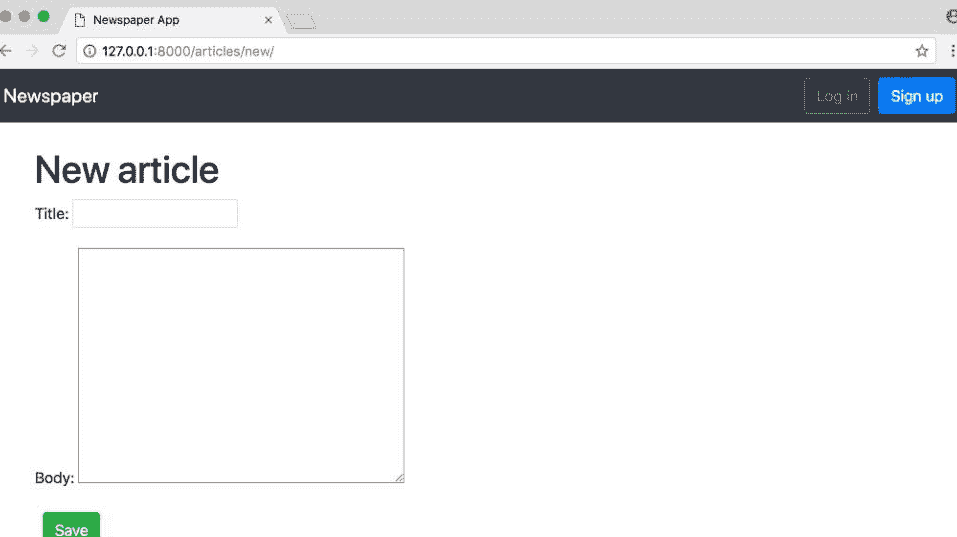 Newspaper App
127.0.0.1:8000/articles/new/
Newspaper Log in Sign up
New article
Title:
Body:
Save